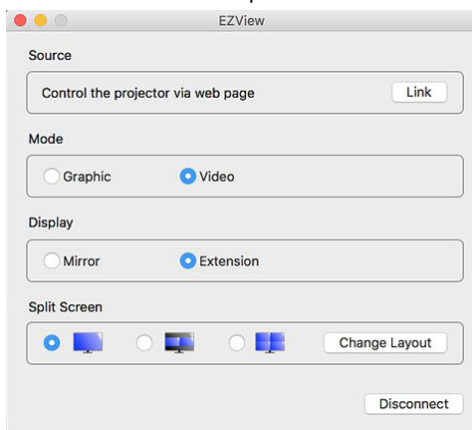 EZView
Source
Control the projector via web page Link
Mode
Graphic Video
Display
Mirror Extension
Split Screen
Change Layout
Disconnect